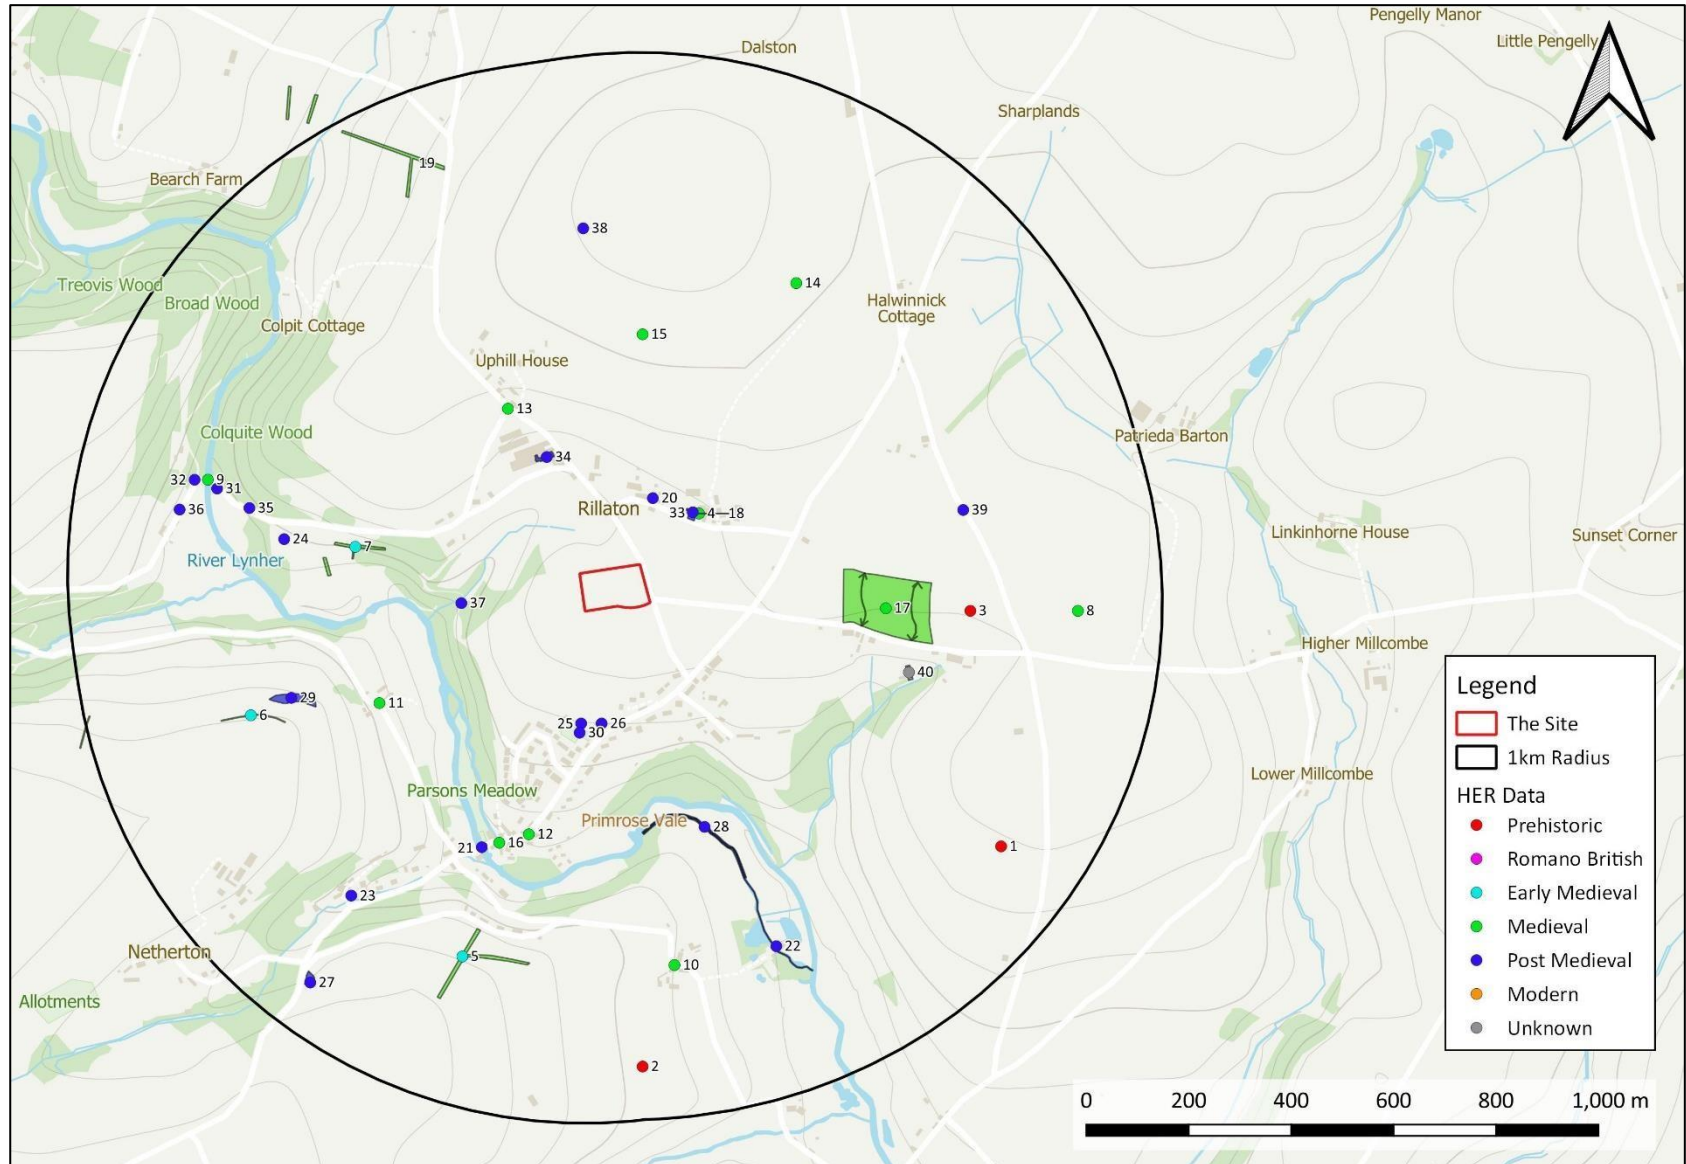 Pengelly Manor
Little Pengelly
Dalston
Sharplands
19
Bearch Farm
38
Treovis Wood
14
Broad Wood
Halwinnick
Cottage
Colpit Cottage
15
Uphill House
13
Colquite Wood
Patrieda Barton
34
32
9
31
20
36
35
Rillaton
33
4
18
39
Linkinhorne House
Sunset Corner
24
7
River Lynher
37
17
3
8
Higher Millcombe
40
29
11
6
25
26
30
Lower Millcombe
Parsons Meadow
Primrose Vale
28
12
16
21
1
23
Netherton
5
22
10
27
Allotments
2
Legend
The Site
1km Radius
HER Data
Prehistoric
Romano British
Early Medieval
Medieval
Post Medieval
Modern
Unknown
0 200 400 600 800 1,000 m